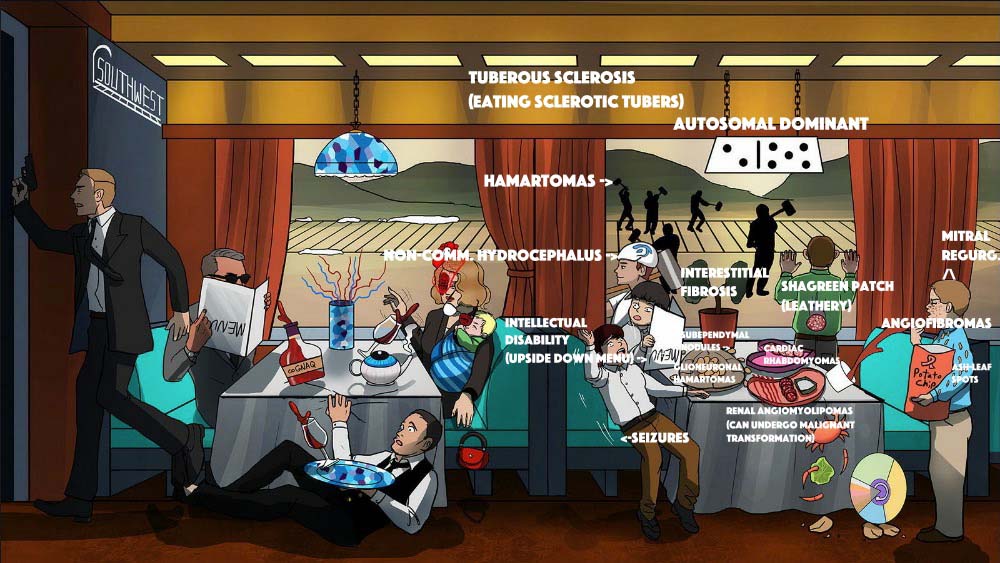 SOUTHWEST
TUBEROUS SCLEROSIS
(EATING SCLEROTIC TUBERS)
AUTOSOMAL DOMINANT
HAMARTOMAS ->
NON-COMM. HYDROCEPHALUS ->
MITRAL
REGURG.
^
INTERESTITIAL
FIBROSIS
SHAGREEN PATCH
(LEATHERY)
MENU
INTELLECTUAL
DISABILITY
(UPSIDE DOWN MENU) ->
ANGIOFIBROMAS
SUBEPENDYMAL
NODULES ->
CARDIAC
RHABDOMYOMAS
MENU
GLIONEURONAL
HAMARTOMAS
coGNAQ
Potato
Chip
ASH-LEAF
SPOTS
RENAL ANGIOMYOLIPOMAS
(CAN UNDERGO MALIGNANT
TRANSFORMATION)
<-SEIZURES